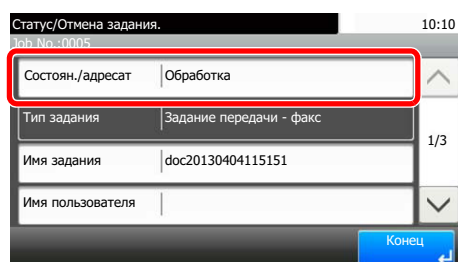 Статус/Отмена задания. 10:10
Job No.:0005
Состоян./адресат Обработка
Тип задания Задание передачи - факс
1/3
Имя задания doc20130404115151
Имя пользователя
Конец